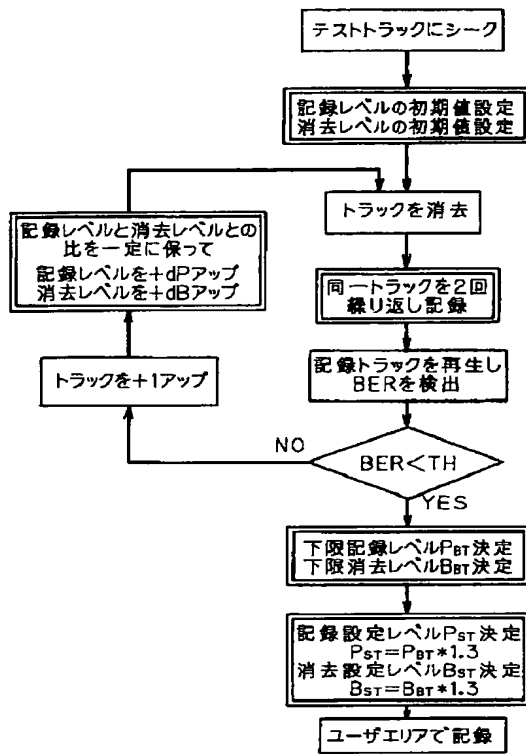 テストトラックにシーク
記録レベルの初期値設定
消去レベルの初期値設定
トラックを消去
記録レベルと消去レベルとの
比を一定に保って
記録レベルを+dPアップ
消去レベルを+dBアップ
同一トラックを2回
繰り返し記録
トラックを+1アップ
記録トラックを再生し
BERを検出
NO
BER<TH
YES
下限記録レベルPBT決定
下限消去レベルBBT決定
記録設定レベルPST決定
PST=PBT*1.3
消去設定レベルBST決定
BST=BBT*1.3
ユーザエリアで記録